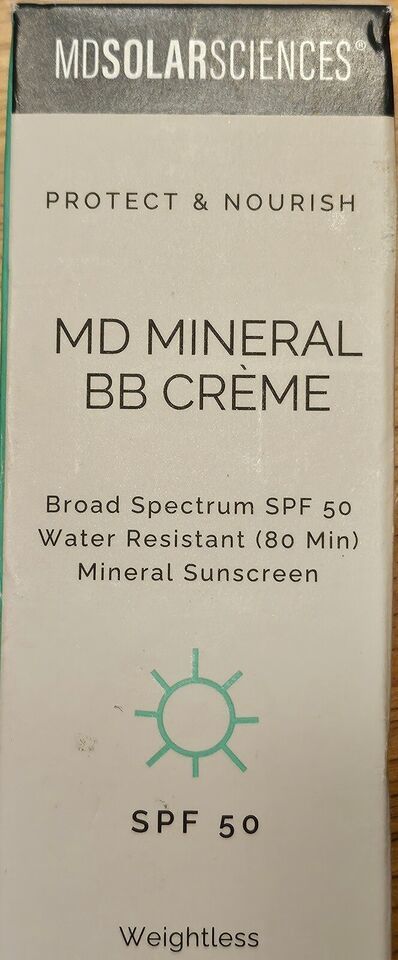 MDSOLARSCIENCES®
PROTECT & NOURISH
MD MINERAL
BB CRÈME
Broad Spectrum SPF 50
Water Resistant (80 Min)
Mineral Sunscreen
SPF 50
Weightless